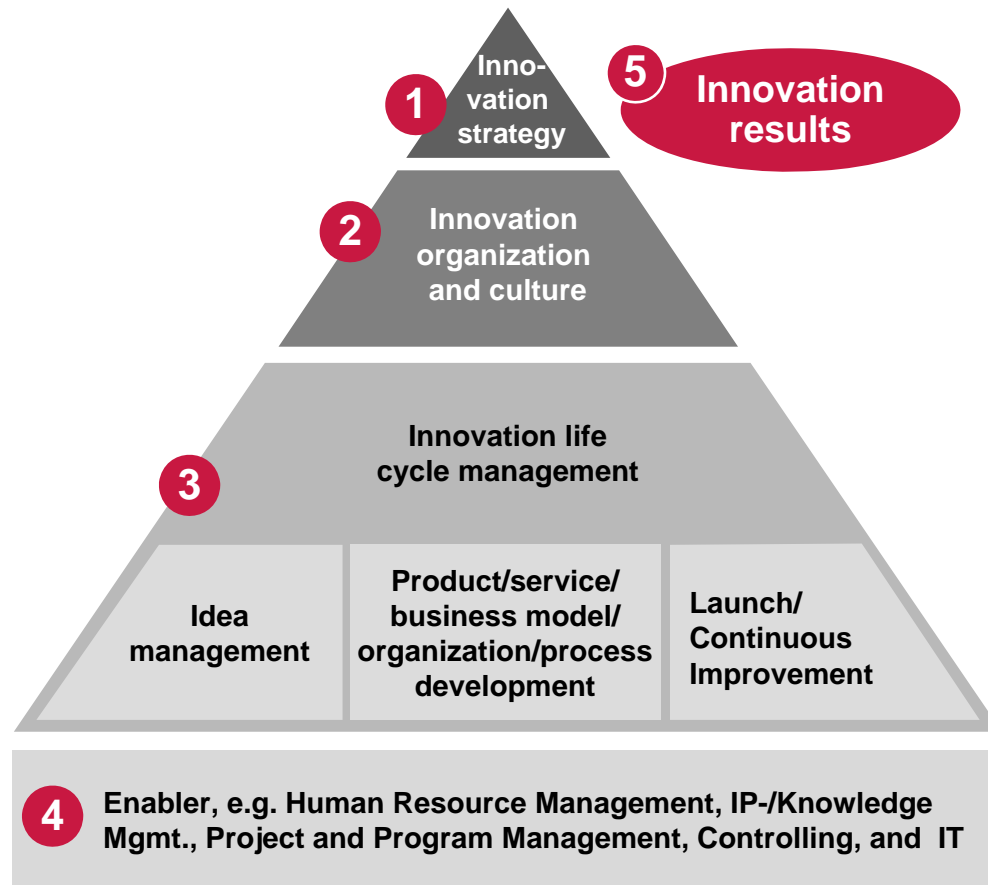 1
Inno-
vation
strategy
5
Innovation
results
2
Innovation
organization
and culture
3
Innovation life
cycle management
Idea
management
Product/service/
business model/
organization/process
development
Launch/
Continuous
Improvement
4
Enabler, e.g. Human Resource Management, IP-/Knowledge
Mgmt., Project and Program Management, Controlling, and IT